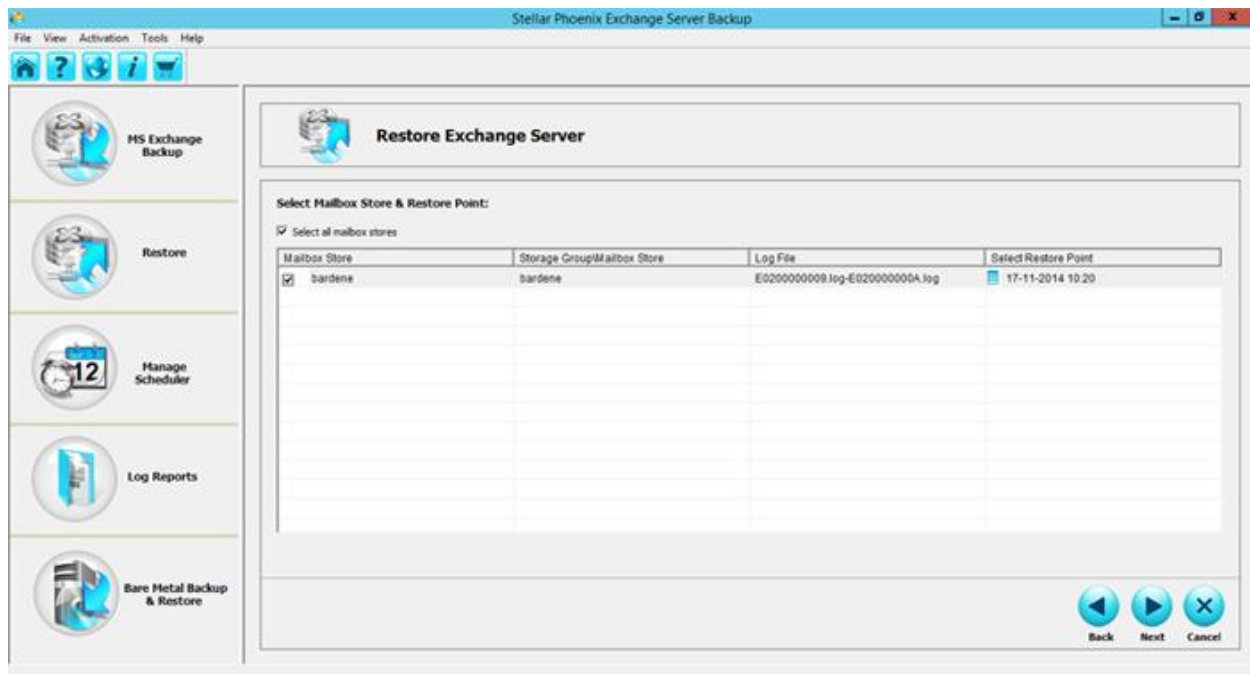 Stellar Phoenix Exchange Server Backup
File View Activation Tools Help
MS Exchange
Backup
Restore
12
Manage
Scheduler
Log Reports
Bare Metal Backup
& Restore
Restore Exchange Server
Select Mailbox Store & Restore Point:
Select all mailbox stores
Mailbox Store Storage Group\Mailbox Store Log File Select Restore Point
bardene bardene E0200000009.log-E020000000A.log 17-11-2014 10:20
Back Next Cancel